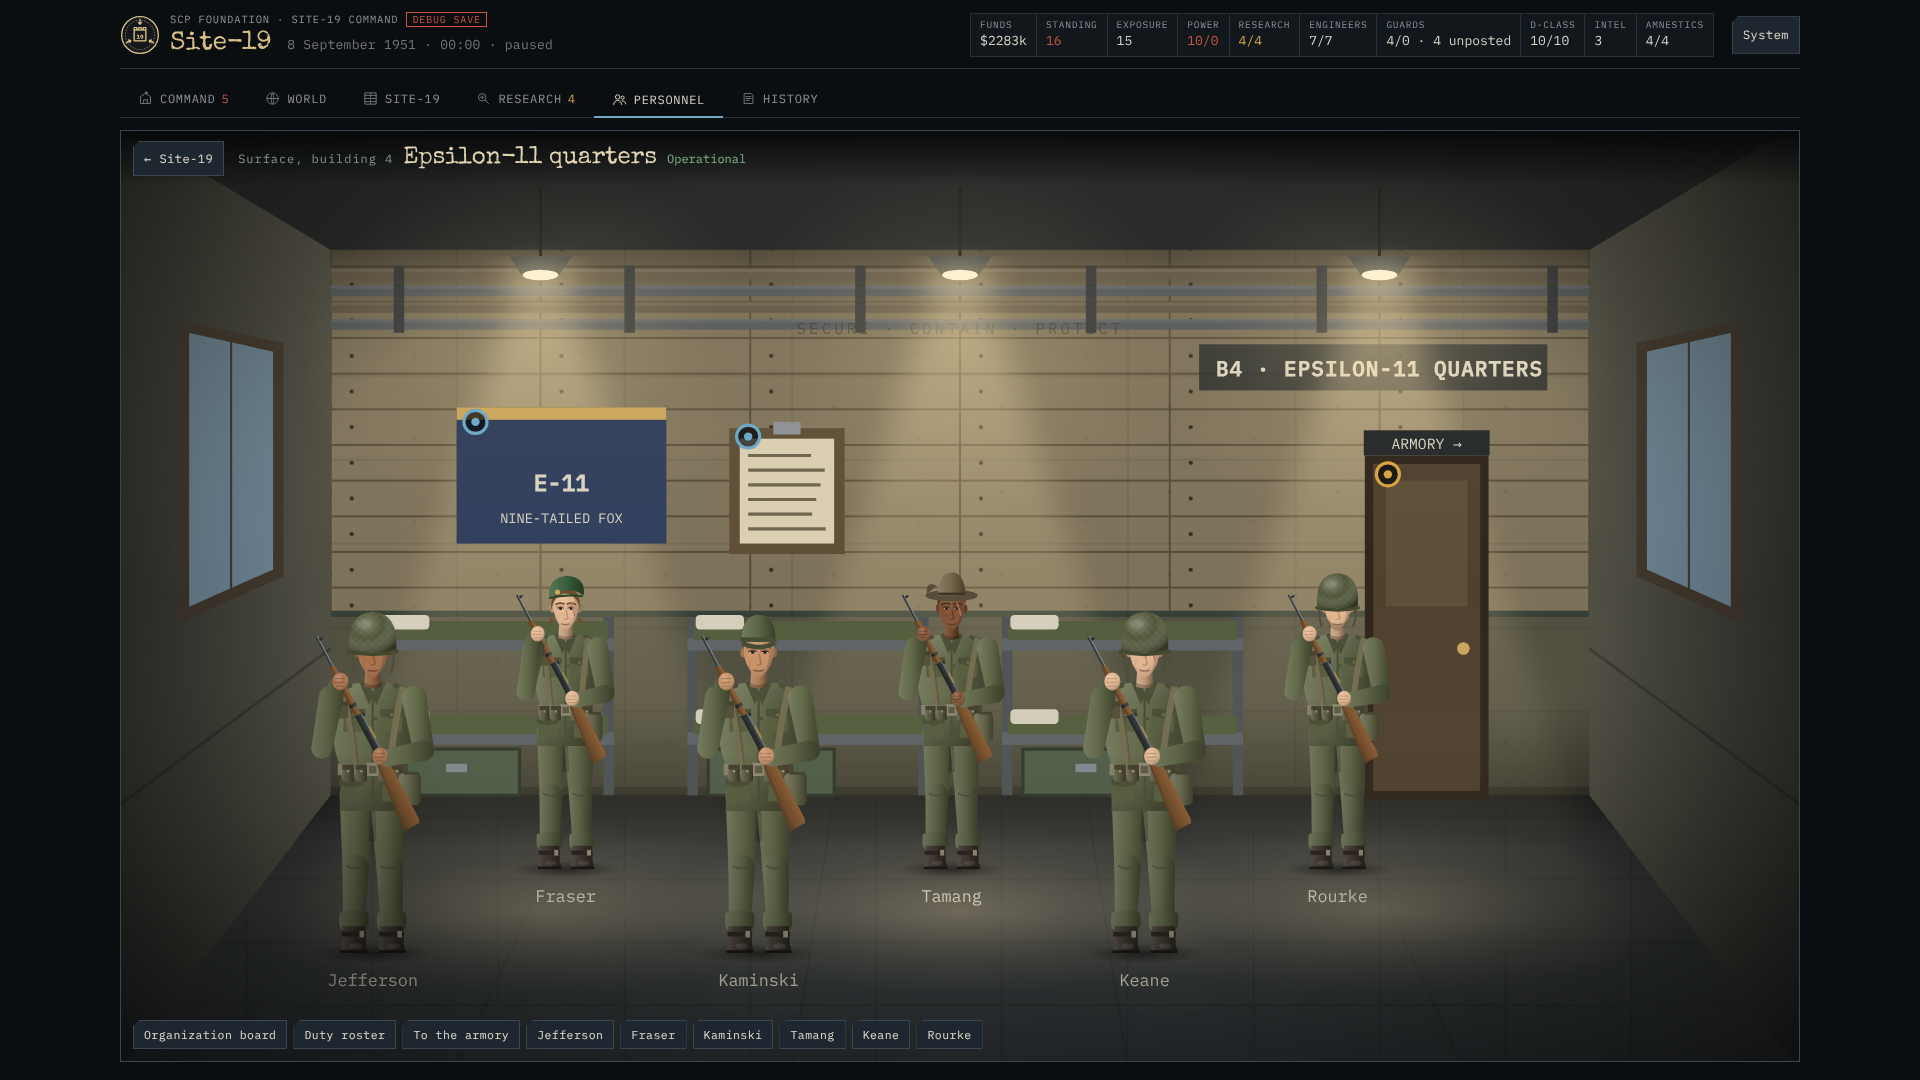 SCP FOUNDATION · SITE-19 COMMAND DEBUG SAVE
Site-19 8 September 1951 · 00:00 · paused
FUNDS $2283k
STANDING 16
EXPOSURE 15
POWER 10/0
RESEARCH 4/4
ENGINEERS 7/7
GUARDS 4/0 · 4 unposted
D-CLASS 10/10
INTEL 3
AMNESTICS 4/4
System
COMMAND 5
WORLD
SITE-19
RESEARCH 4
PERSONNEL
HISTORY
← Site-19
Surface, building 4 Epsilon-11 quarters Operational
SECURE · CONTAIN · PROTECT
B4 · EPSILON-11 QUARTERS
E-11
NINE-TAILED FOX
ARMORY →
Fraser
Tamang
Rourke
Jefferson
Kaminski
Keane
Organization board
Duty roster
To the armory
Jefferson
Fraser
Kaminski
Tamang
Keane
Rourke